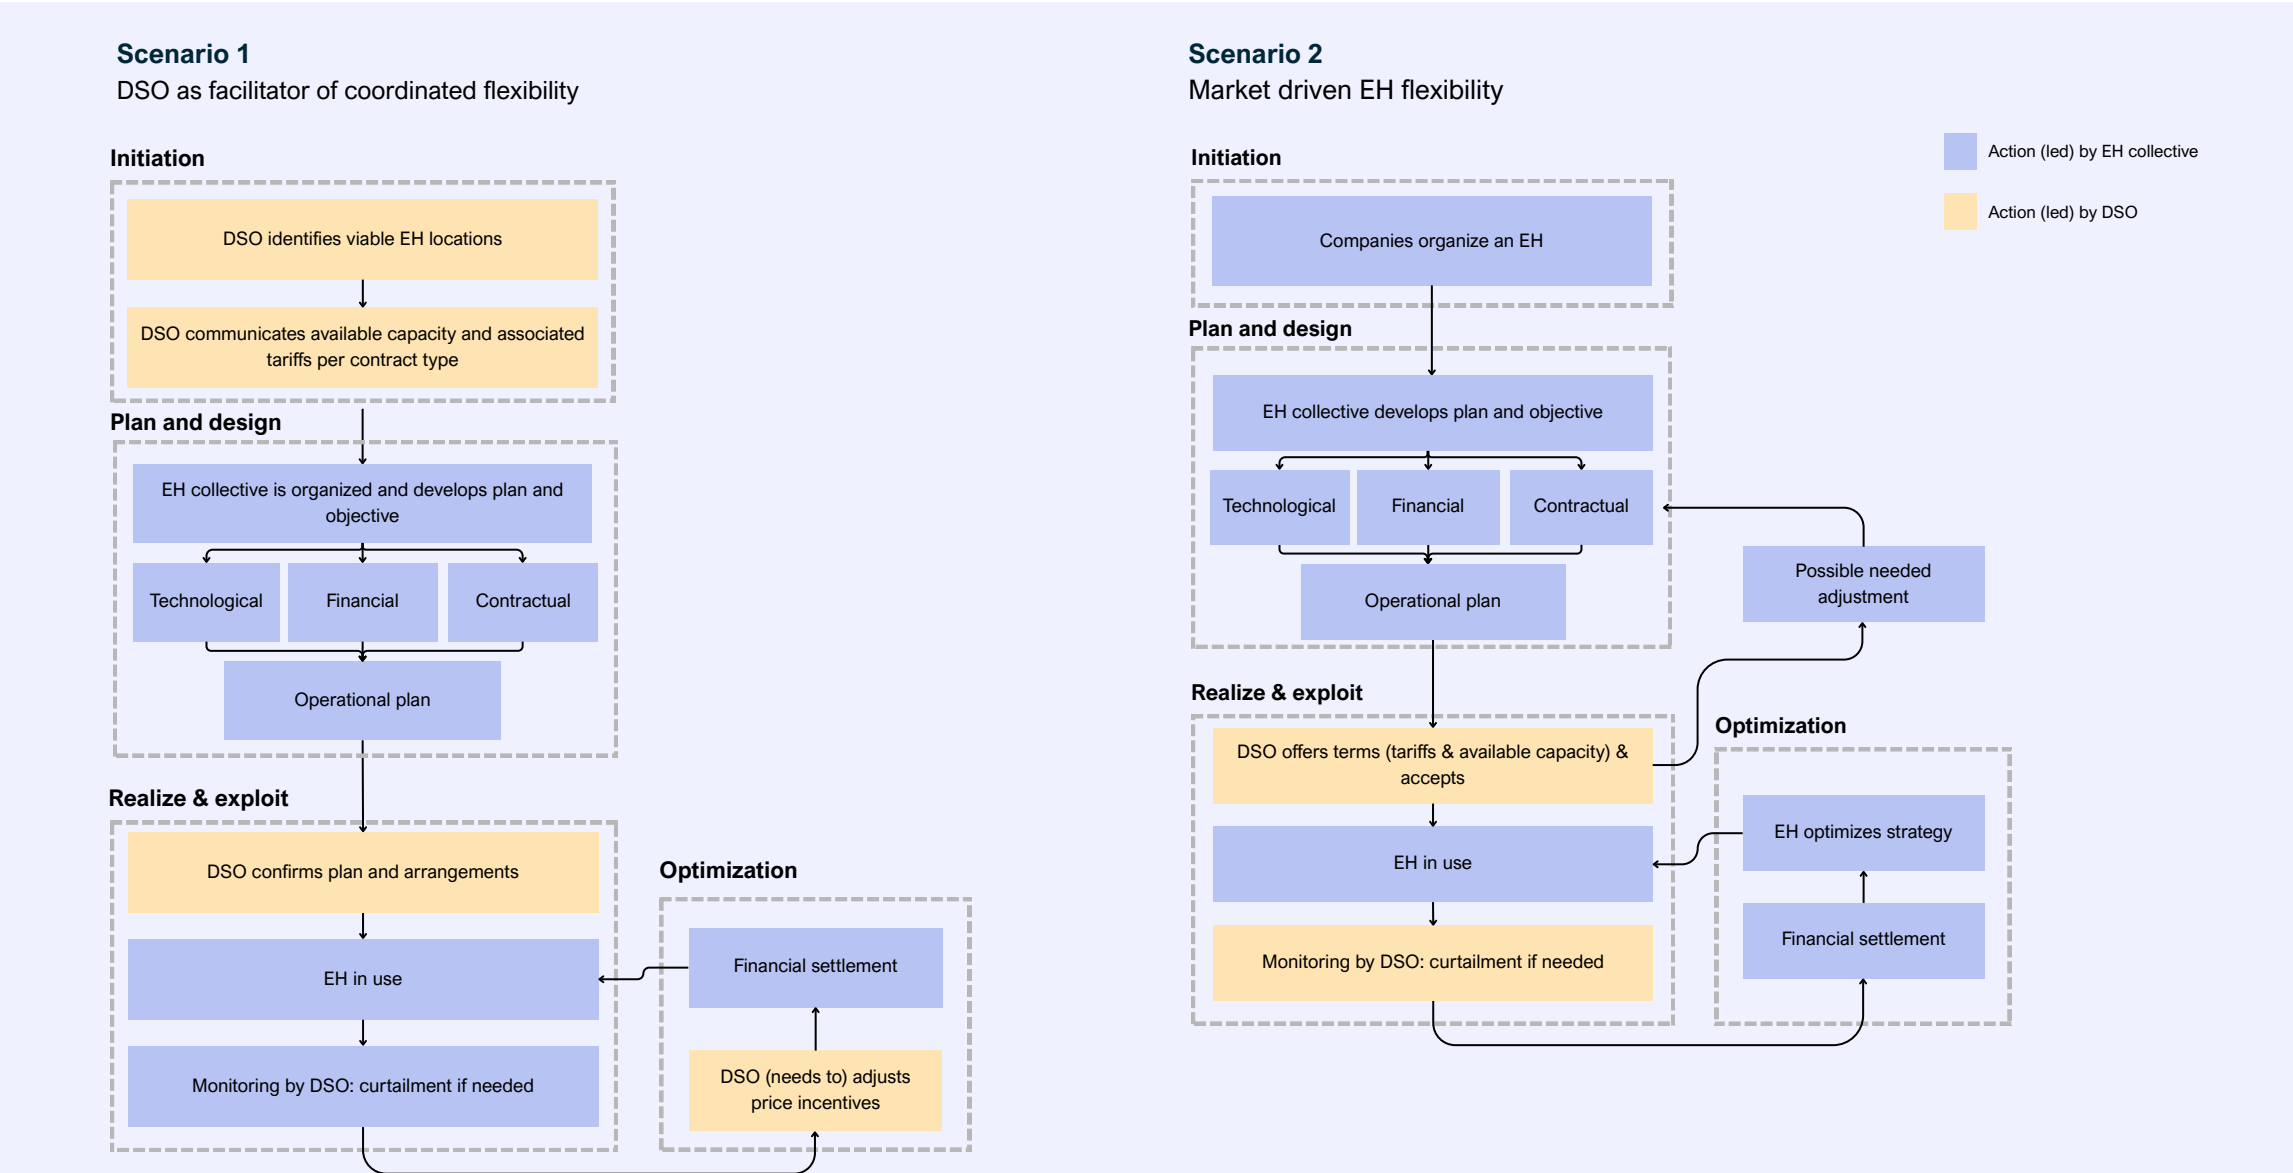 Scenario 1
DSO as facilitator of coordinated flexibility
Initiation
DSO identifies viable EH locations
DSO communicates available capacity and associated
tariffs per contract type
Plan and design
EH collective is organized and develops plan and
objective
Technological
Financial
Contractual
Operational plan
Realize & exploit
DSO confirms plan and arrangements
EH in use
Monitoring by DSO: curtailment if needed
Optimization
Financial settlement
DSO (needs to) adjusts
price incentives
Scenario 2
Market driven EH flexibility
Initiation
Companies organize an EH
Plan and design
EH collective develops plan and objective
Technological
Financial
Contractual
Operational plan
Possible needed
adjustment
Realize & exploit
DSO offers terms (tariffs & available capacity) &
accepts
EH in use
Monitoring by DSO: curtailment if needed
Optimization
EH optimizes strategy
Financial settlement
Action (led) by EH collective
Action (led) by DSO